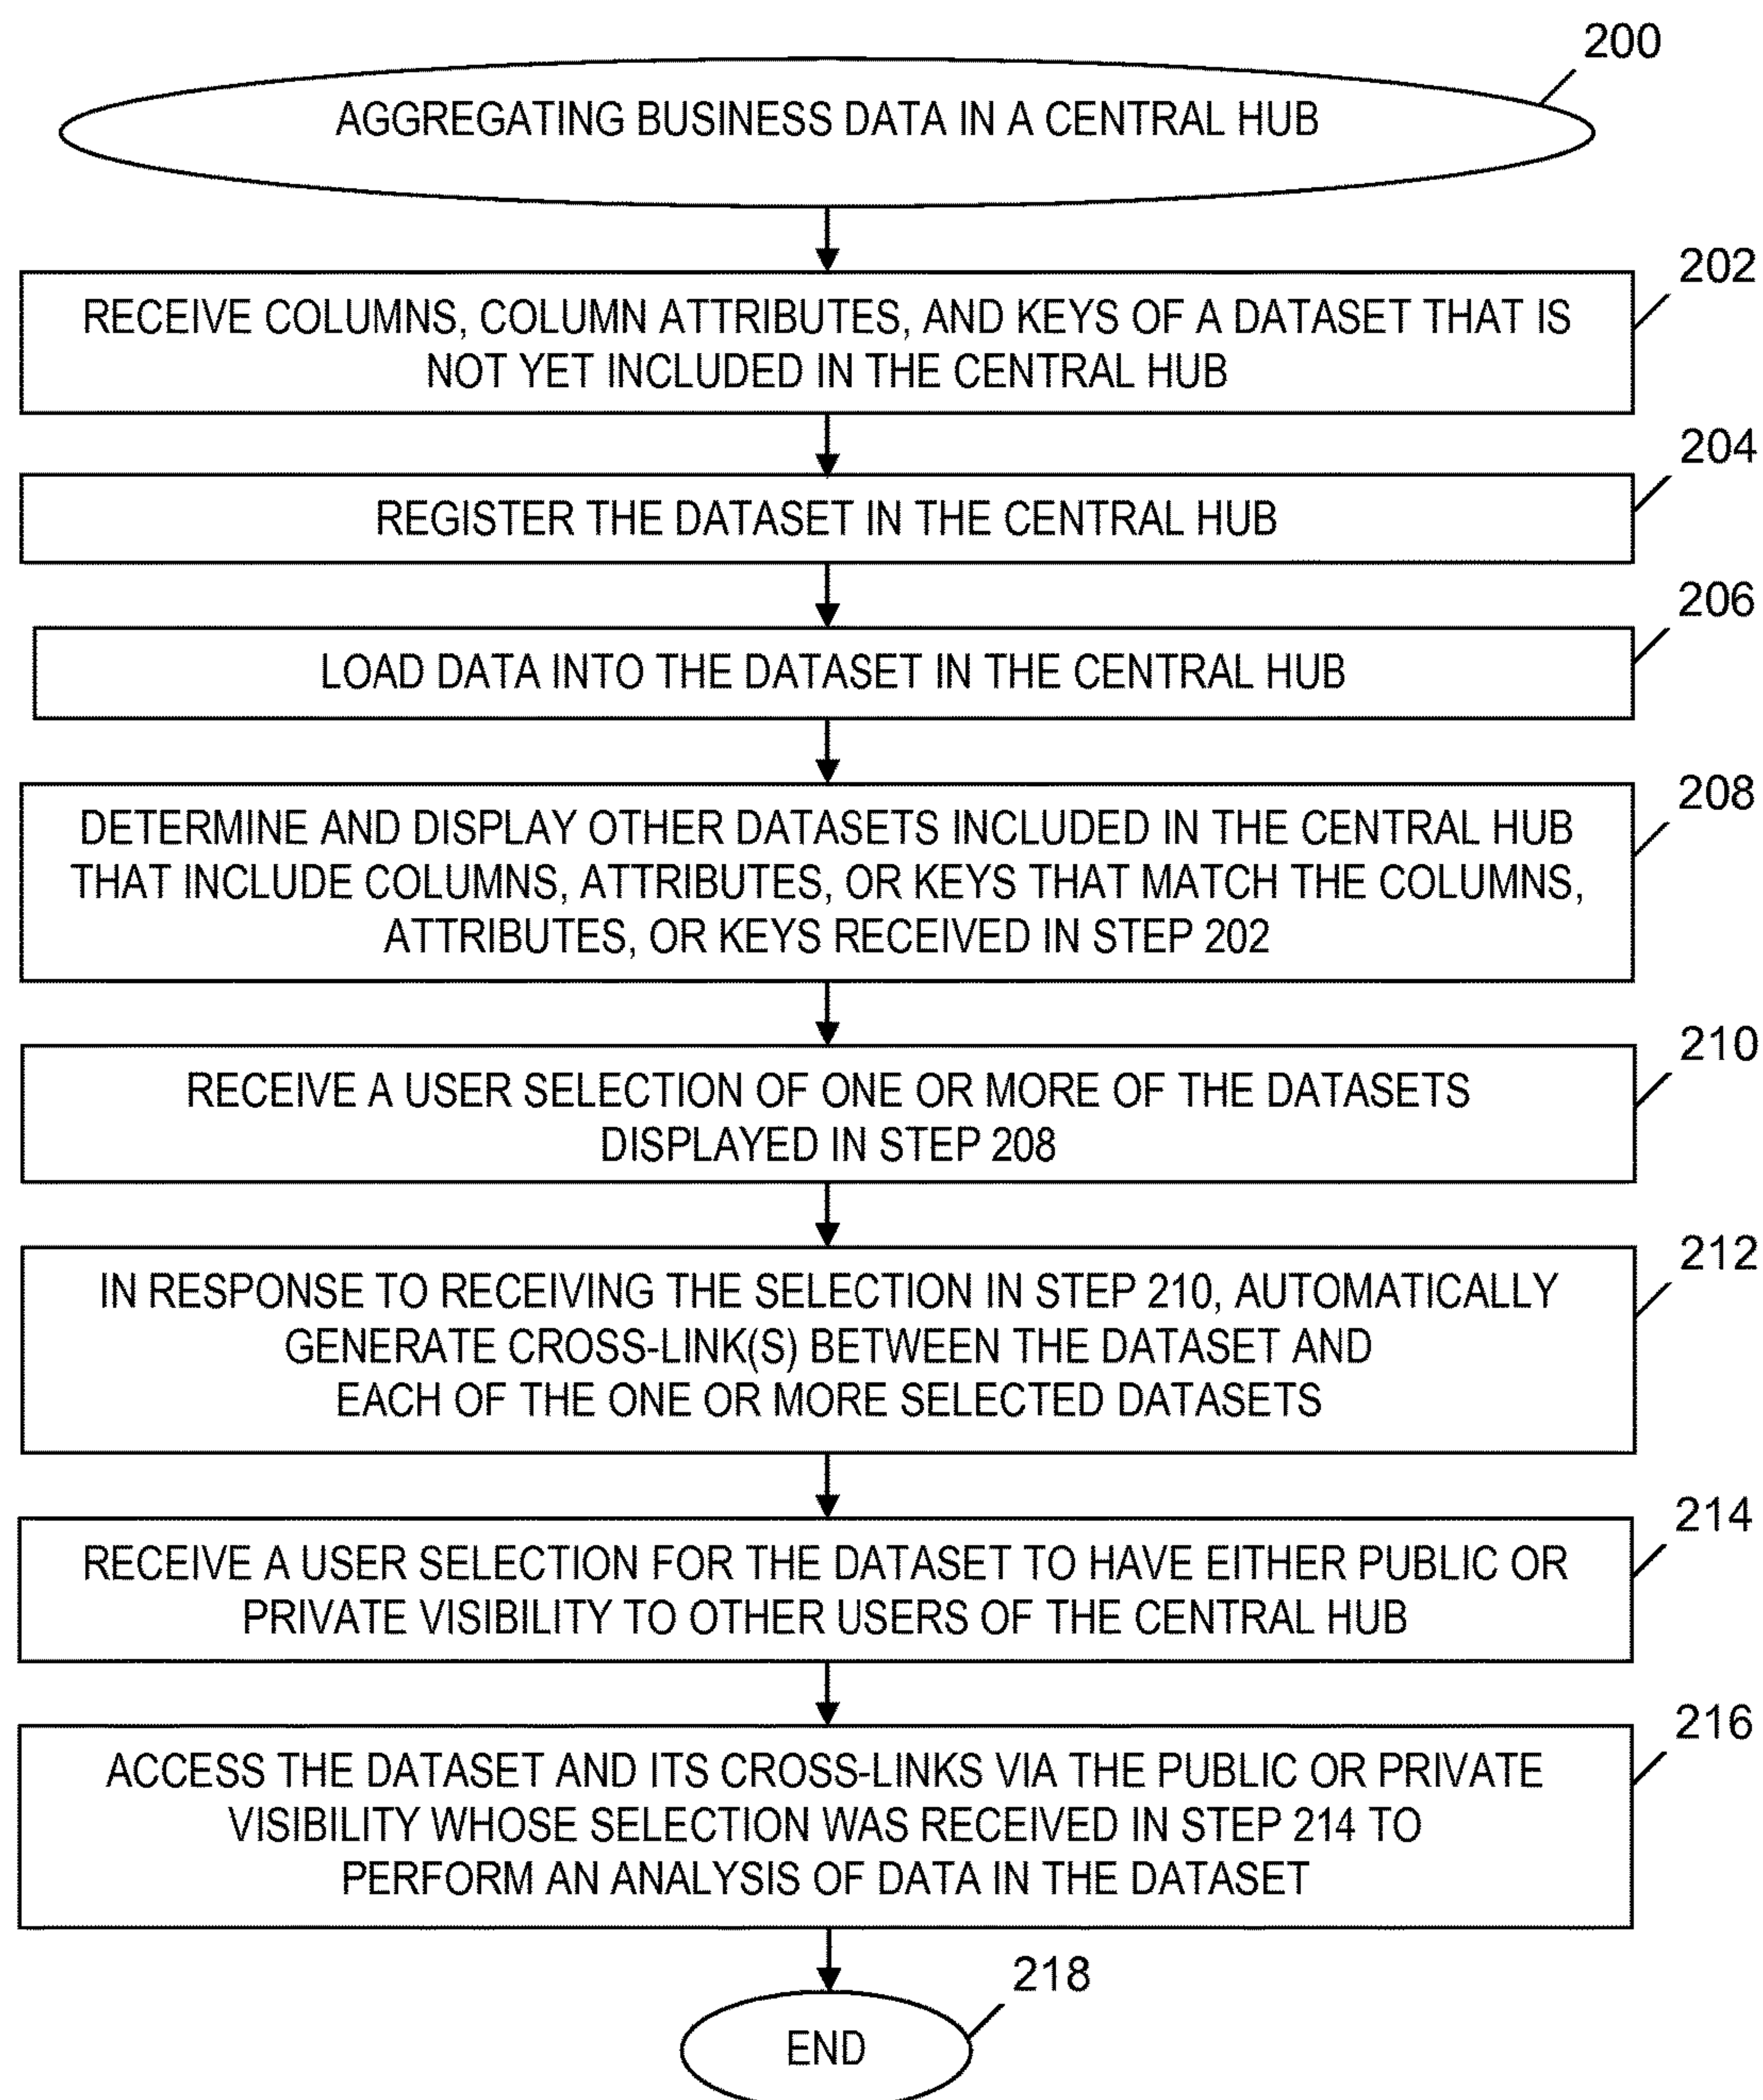 200
AGGREGATING BUSINESS DATA IN A CENTRAL HUB
202
RECEIVE COLUMNS, COLUMN ATTRIBUTES, AND KEYS OF A DATASET THAT IS
NOT YET INCLUDED IN THE CENTRAL HUB
204
REGISTER THE DATASET IN THE CENTRAL HUB
206
LOAD DATA INTO THE DATASET IN THE CENTRAL HUB
208
DETERMINE AND DISPLAY OTHER DATASETS INCLUDED IN THE CENTRAL HUB
THAT INCLUDE COLUMNS, ATTRIBUTES, OR KEYS THAT MATCH THE COLUMNS,
ATTRIBUTES, OR KEYS RECEIVED IN STEP 202
210
RECEIVE A USER SELECTION OF ONE OR MORE OF THE DATASETS
DISPLAYED IN STEP 208
212
IN RESPONSE TO RECEIVING THE SELECTION IN STEP 210, AUTOMATICALLY
GENERATE CROSS-LINK(S) BETWEEN THE DATASET AND
EACH OF THE ONE OR MORE SELECTED DATASETS
214
RECEIVE A USER SELECTION FOR THE DATASET TO HAVE EITHER PUBLIC OR
PRIVATE VISIBILITY TO OTHER USERS OF THE CENTRAL HUB
216
ACCESS THE DATASET AND ITS CROSS-LINKS VIA THE PUBLIC OR PRIVATE
VISIBILITY WHOSE SELECTION WAS RECEIVED IN STEP 214 TO
PERFORM AN ANALYSIS OF DATA IN THE DATASET
218
END